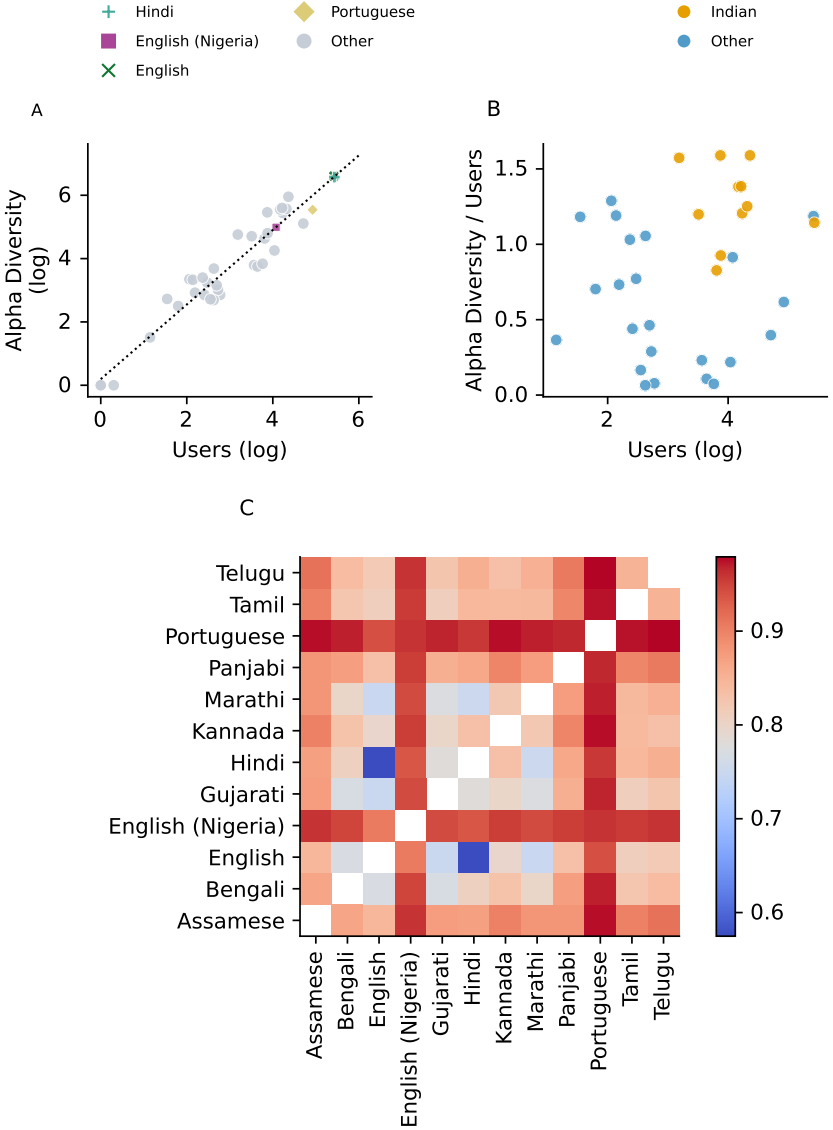 Hindi
English (Nigeria)
English
Portuguese
Other
Indian
Other
A
Alpha Diversity
(log)
6
4
2
0
0 2 4 6
Users (log)
B
Alpha Diversity / Users
1.5
1.0
0.5
0.0
2 4
Users (log)
C
Telugu
Tamil
Portuguese
Panjabi
Marathi
Kannada
Hindi
Gujarati
English (Nigeria)
English
Bengali
Assamese
Assamese
Bengali
English
English (Nigeria)
Gujarati
Hindi
Kannada
Marathi
Panjabi
Portuguese
Tamil
Telugu
0.9
0.8
0.7
0.6